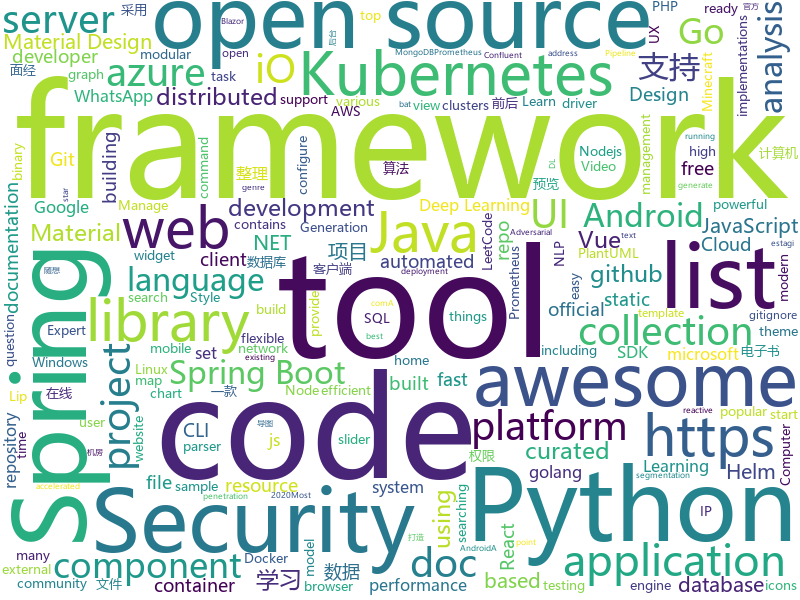 采用
open source
iO
Kubernetes
Go
PHP
ready
Blazor
官方
top
UX
后台
MongoDBPrometheus
Confluent
Pipeline
server
Material Design
面经
developer
azure
modular
graph
task
WhatsApp
distributed
open
address
various
support
clusters
bat
view
前后
Learn
driver
支持
Design
implementations
Minecraft
analysis
framework
AWS
building
Git
binary
整理
command
configure
算法
Nodejs
Video
DL
running
high
management
free
预览
计算机
star
generate
Google
Manage
genre
contains
Deep Learning
Generation
Adversarial
text
LeetCode
repo
powerful
estagi
documentation
Material
web
development
Java
UI
Android
JavaScript
NET
项目
Vue
Cloud
PlantUML
NLP
widget
数据库
client
客户端
automated
deployment
Prometheus
随想
Spring
language
tool
list
github
easy
official
static
modern
search
Style
build
provide
comA
SQL
things
best
template
gitignore
library
collection
question
Expert
set
flexible
network
existing
including
SDK
theme
microsoft
电子书
mobile
home
Windows
map
Spring Boot
project
Linux
一款
Node
efficient
built
fast
awesome
在线
chart
Lip
user
website
导图
reactive
popular
start
code
platform
https
repository
time
机房
CLI
parser
js
slider
curated
权限
Learning
Computer
Python
file
sample
resource
system
golang
Helm
Security
using
searching
React
IP
accelerated
penetration
2020Most
segmentation
many
external
component
Docker
model
doc
based
AndroidA
打造
point
application
database
engine
icons
community
文件
container
学习
数据
browser
performance
testing